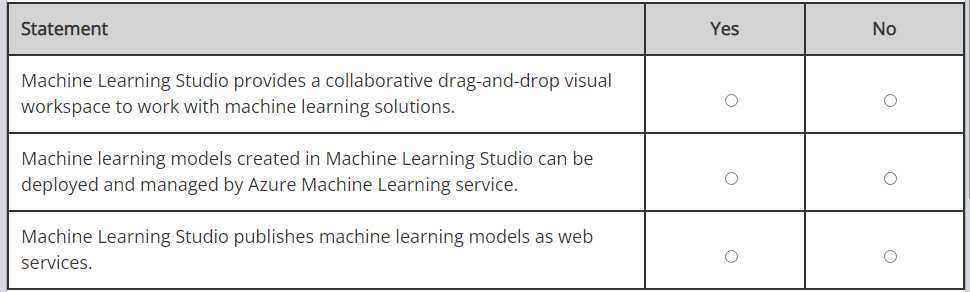 Statement Yes No
Machine Learning Studio provides a collaborative drag-and-drop visual
workspace to work with machine learning solutions.
Machine learning models created in Machine Learning Studio can be
deployed and managed by Azure Machine Learning service.
Machine Learning Studio publishes machine learning models as web
services.